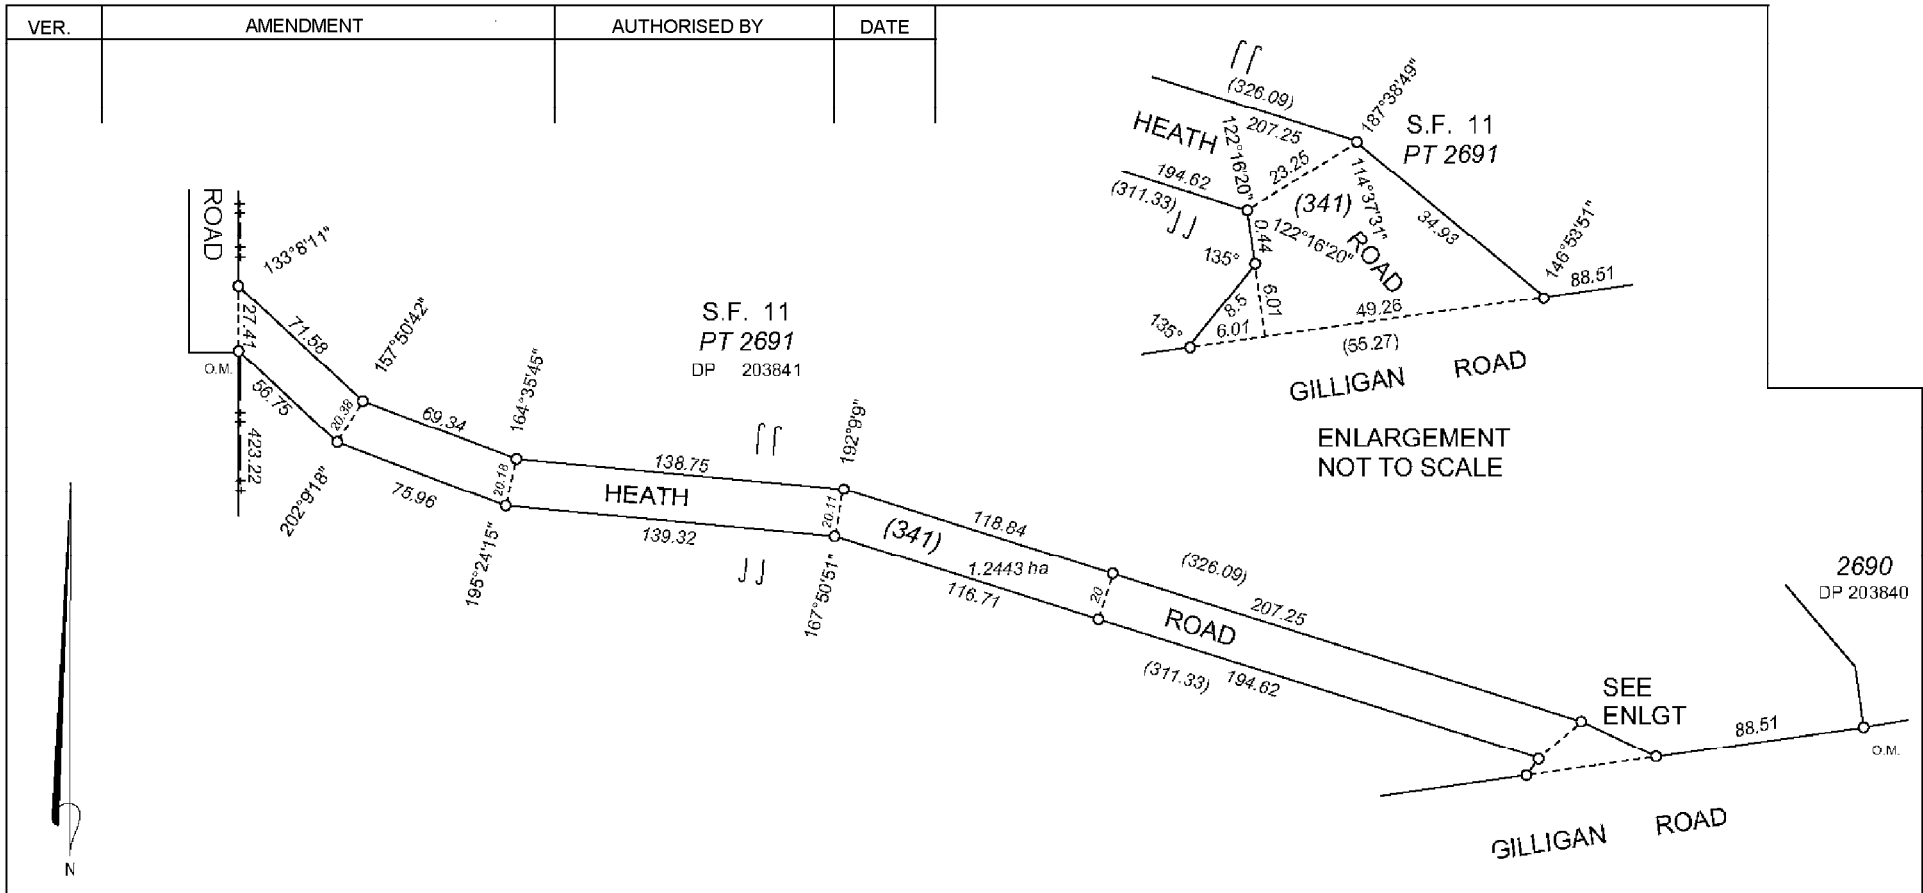 VER.
AMENDMENT
AUTHORISED BY
DATE
(326.09)
207.25
187°38'49"
S.F. 11
PT 2691
HEATH
122°16'20"
23.25
194.62
(311.33)
(341)
114°37'31"
ROAD
0.44
122°16'20"
34.93
146°53'51"
135°
8.5
6.01
6.01
135°
49.26
(55.27)
88.51
GILLIGAN ROAD
ENLARGEMENT
NOT TO SCALE
ROAD
133°8'11"
27.41
71.58
O.M.
56.75
423.22
157°50'42"
20.38
69.34
202°9'18"
75.96
164°35'45"
20.18
195°24'15"
S.F. 11
PT 2691
DP 203841
138.75
HEATH
139.32
192°9'9"
20.11
167°50'51"
(341)
118.84
1.2443 ha
116.71
20
(326.09)
207.25
ROAD
(311.33)
194.62
SEE
ENLGT
88.51
2690
DP 203840
O.M.
GILLIGAN ROAD
N